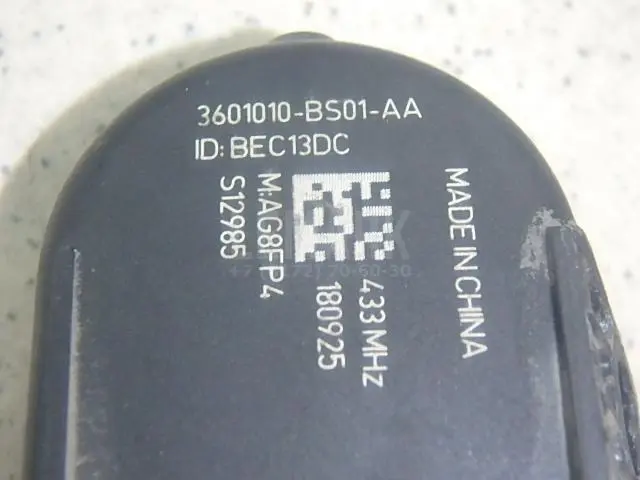 3601010-BS01-AA
ID: BEC13DC
M:AG8FP4
S12985
433 MHz
180925
MADE IN CHINA